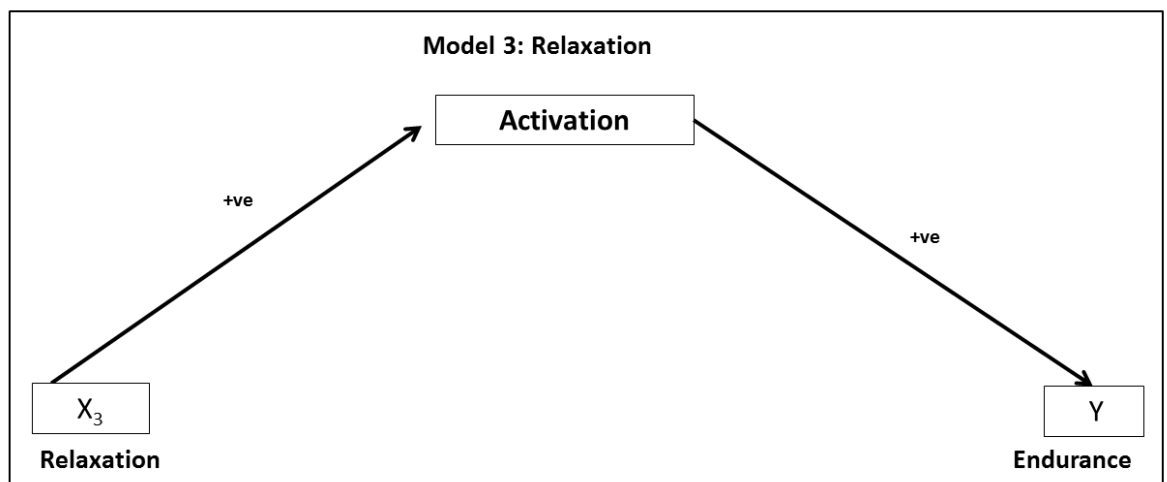 Model 3: Relaxation
Activation
+ve
+ve
X₃
Y
Relaxation
Endurance